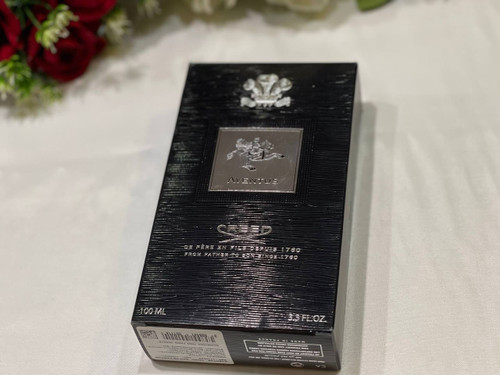 AVENTUS
CREED
DE PÈRE EN FILS DEPUIS 1760
FROM FATHER TO SON SINCE 1760
100 ML
3.3 FL.OZ.